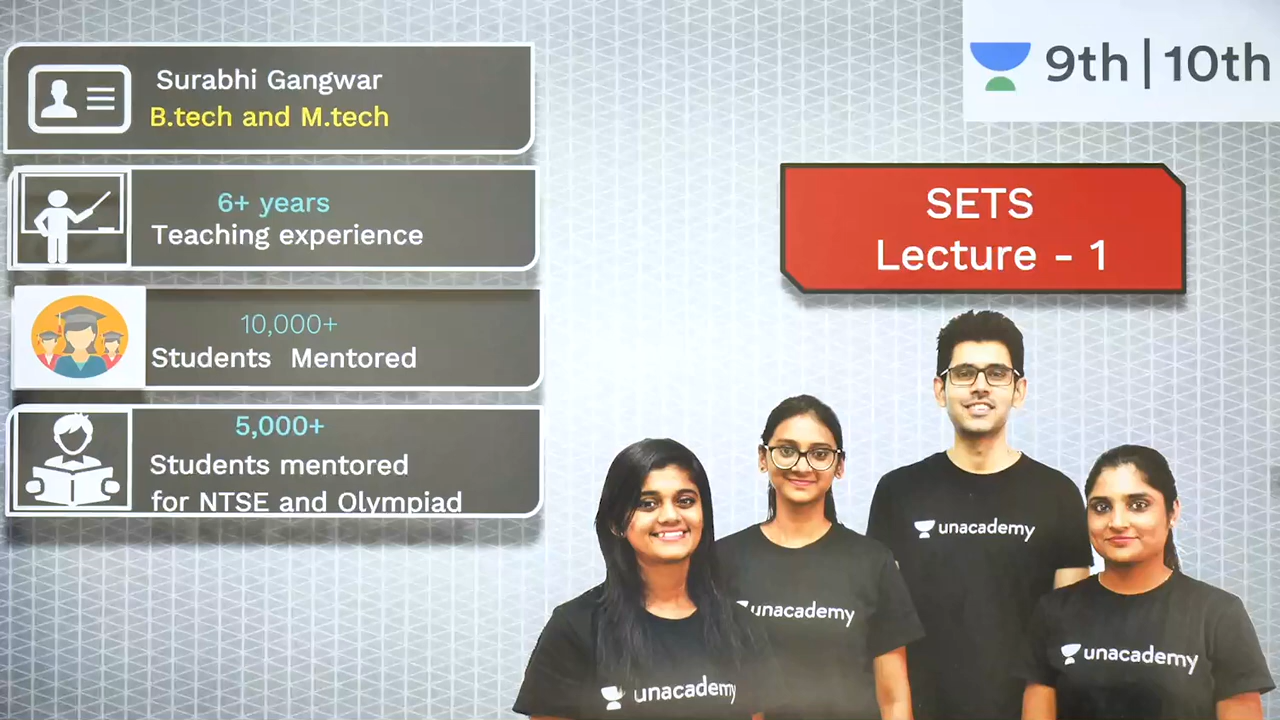 Surabhi Gangwar
B.tech and M.tech
6+ years
Teaching experience
10,000+
Students Mentored
5,000+
Students mentored
for NTSE and Olympiad
9th | 10th
SETS
Lecture - 1
unacademy
unacademy
unacademy
unacademy